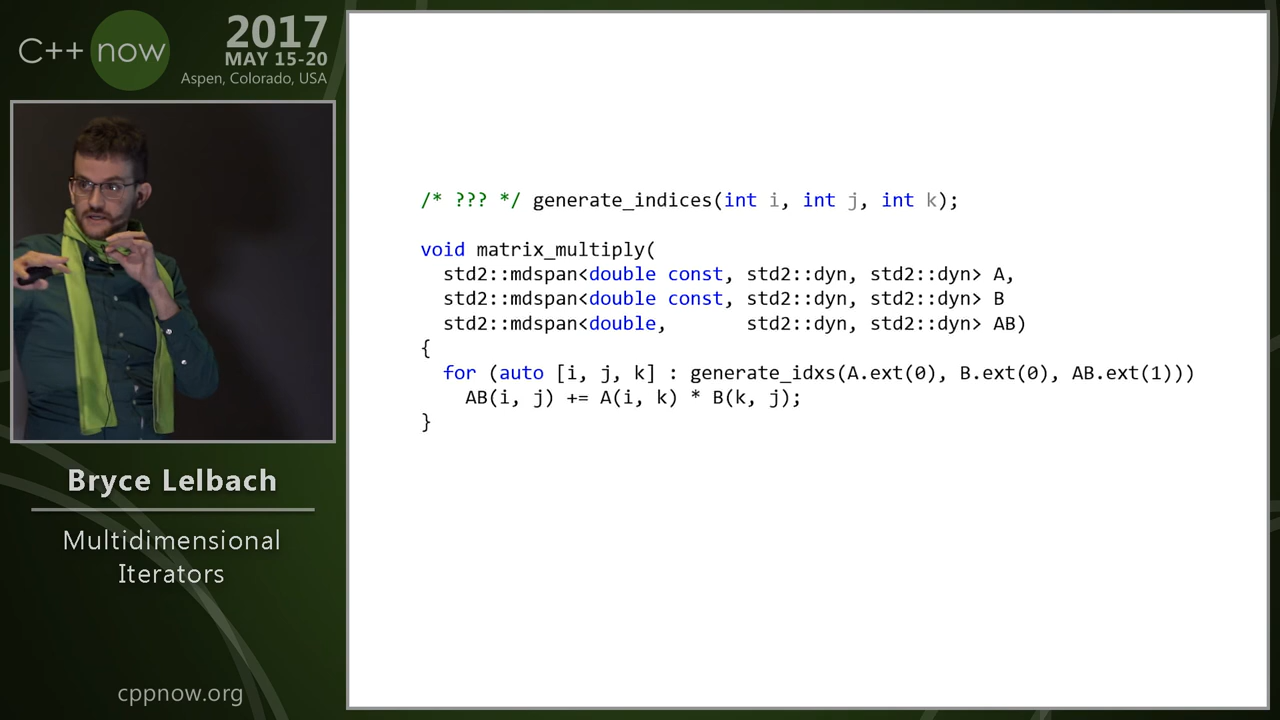 C++ now
2017
MAY 15-20
Aspen, Colorado, USA
Bryce Lelbach
Multidimensional
Iterators
cppnow.org
/* ??? */ generate_indices(int i, int j, int k);
void matrix_multiply(
std2::mdspan<double const, std2::dyn, std2::dyn> A,
std2::mdspan<double const, std2::dyn, std2::dyn> B
std2::mdspan<double,       std2::dyn, std2::dyn> AB)
{
for (auto [i, j, k] : generate_idxs(A.ext(0), B.ext(0), AB.ext(1)))
AB(i, j) += A(i, k) * B(k, j);
}